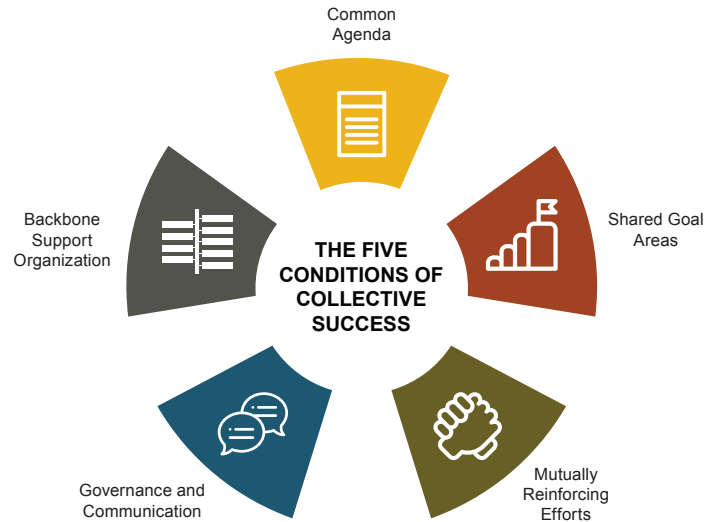 Common
Agenda
Shared Goal
Areas
Mutually
Reinforcing
Efforts
Governance and
Communication
Backbone
Support
Organization
THE FIVE
CONDITIONS OF
COLLECTIVE
SUCCESS